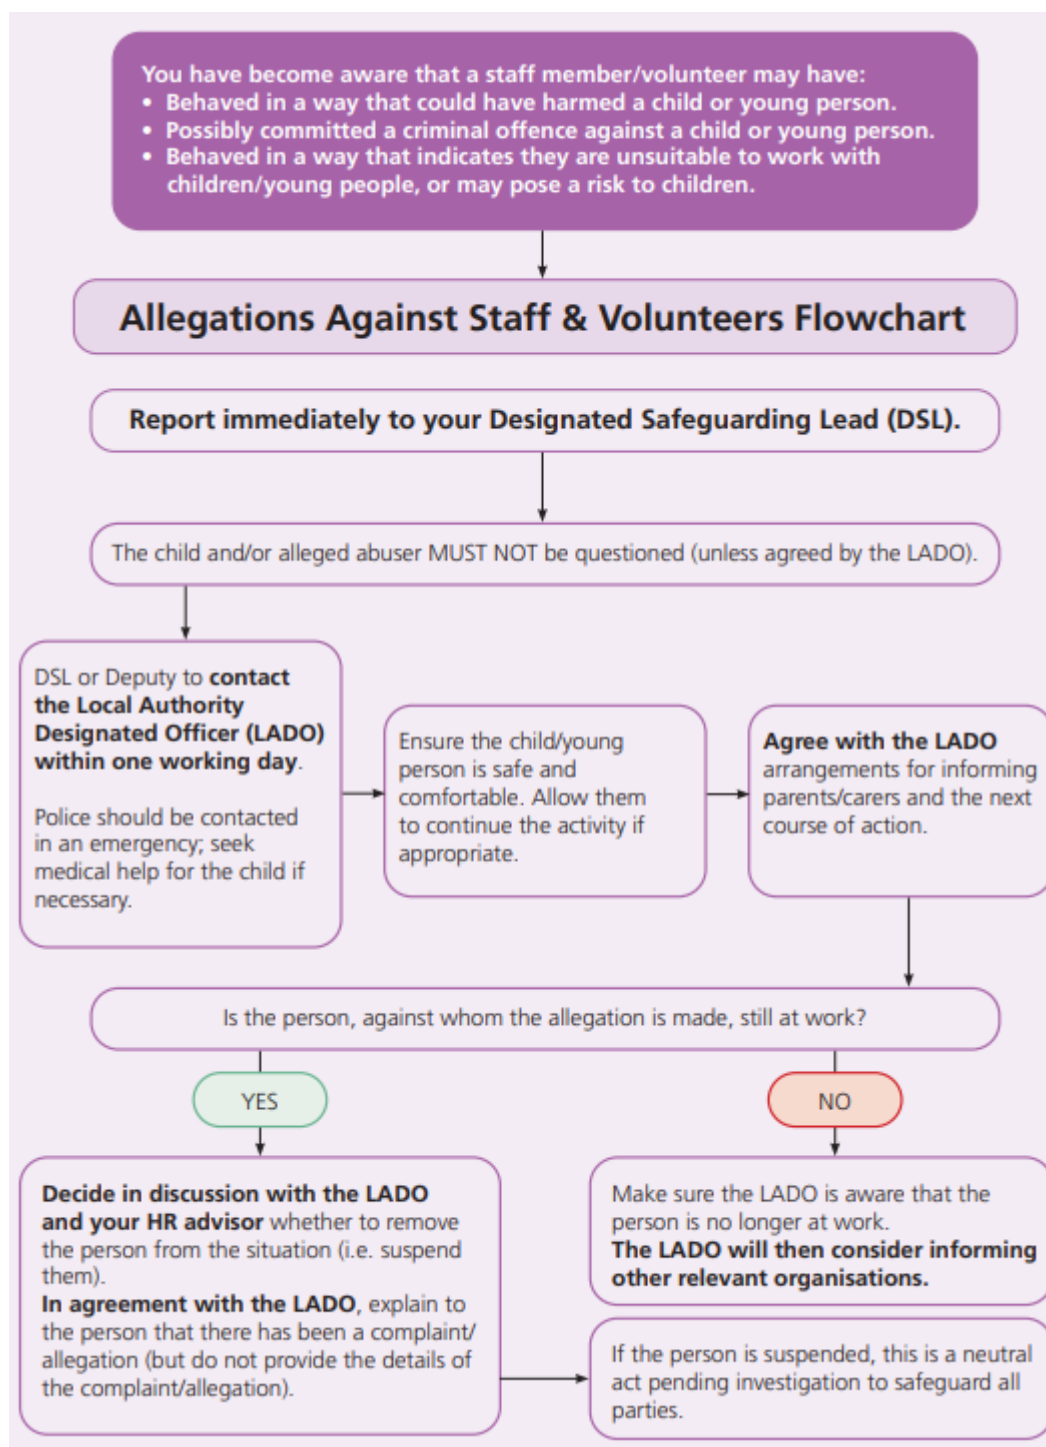 You have become aware that a staff member/volunteer may have:
• Behaved in a way that could have harmed a child or young person.
• Possibly committed a criminal offence against a child or young person.
• Behaved in a way that indicates they are unsuitable to work with
children/young people, or may pose a risk to children.
Allegations Against Staff & Volunteers Flowchart
Report immediately to your Designated Safeguarding Lead (DSL).
The child and/or alleged abuser MUST NOT be questioned (unless agreed by the LADO).
DSL or Deputy to contact
the Local Authority
Designated Officer (LADO)
within one working day.
Police should be contacted
in an emergency; seek
medical help for the child if
necessary.
Ensure the child/young
person is safe and
comfortable. Allow them
to continue the activity if
appropriate.
Agree with the LADO
arrangements for informing
parents/carers and the next
course of action.
Is the person, against whom the allegation is made, still at work?
YES
NO
Decide in discussion with the LADO
and your HR advisor whether to remove
the person from the situation (i.e. suspend
them).
In agreement with the LADO, explain to
the person that there has been a complaint/
allegation (but do not provide the details of
the complaint/allegation).
Make sure the LADO is aware that the
person is no longer at work.
The LADO will then consider informing
other relevant organisations.
If the person is suspended, this is a neutral
act pending investigation to safeguard all
parties.